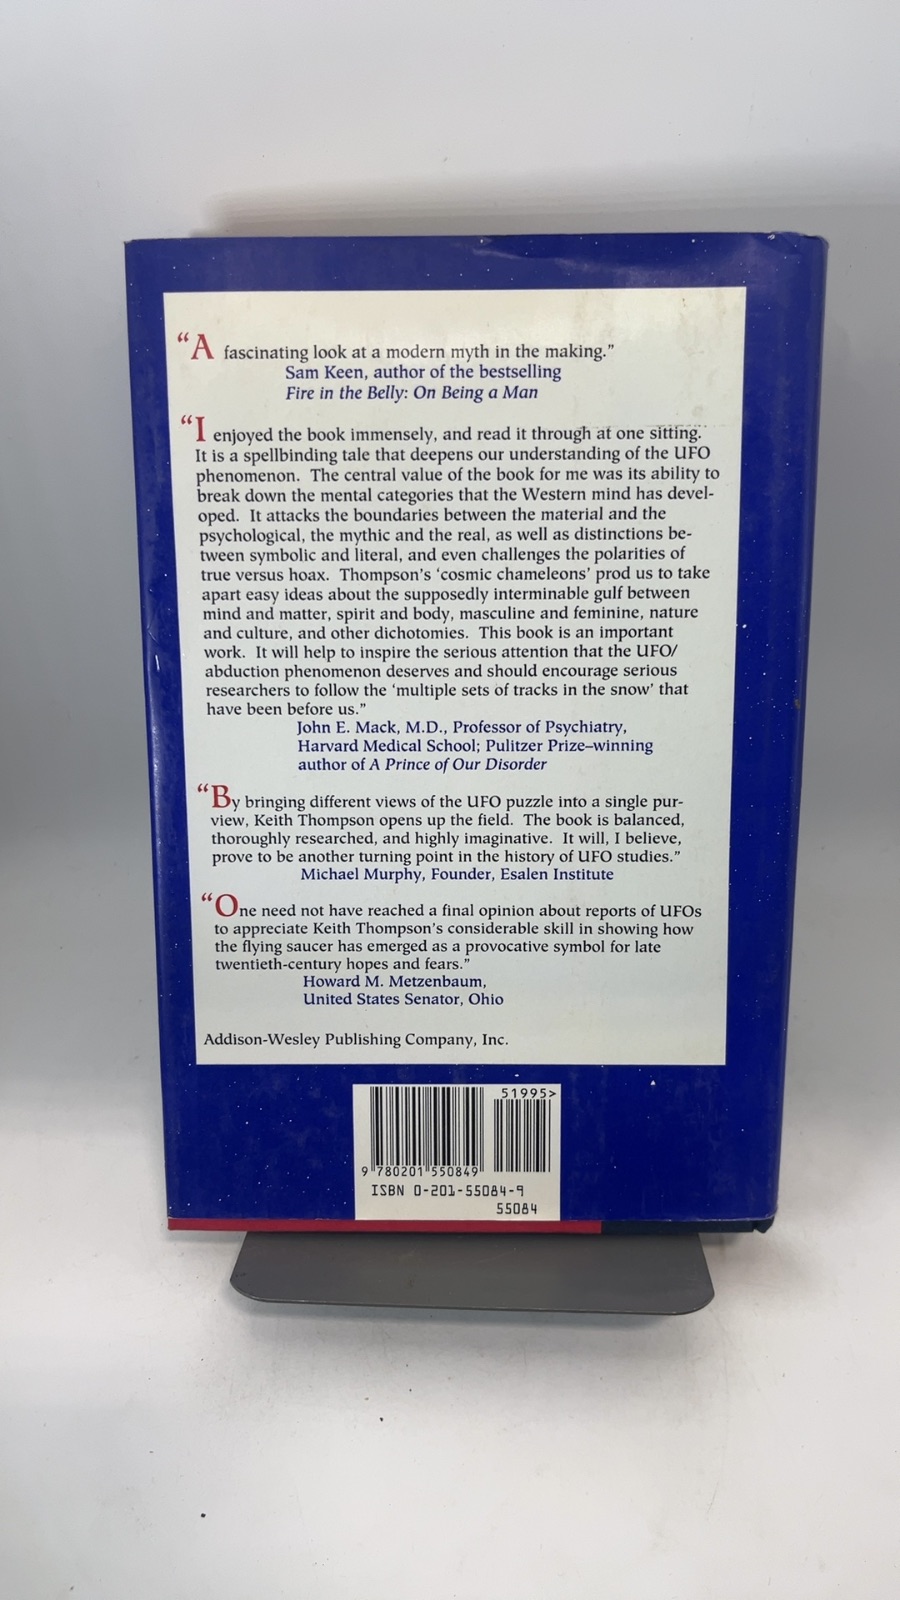 “A fascinating look at a modern myth in the making.”
Sam Keen, author of the bestselling
Fire in the Belly: On Being a Man
“I enjoyed the book immensely, and read it through at one sitting.
It is a spellbinding tale that deepens our understanding of the UFO
phenomenon. The central value of the book for me was its ability to
break down the mental categories that the Western mind has devel-
oped. It attacks the boundaries between the material and the
psychological, the mythic and the real, as well as distinctions be-
tween symbolic and literal, and even challenges the polarities of
true versus hoax. Thompson’s ‘cosmic chameleons’ prod us to take
apart easy ideas about the supposedly interminable gulf between
mind and matter, spirit and body, masculine and feminine, nature
and culture, and other dichotomies. This book is an important
work. It will help to inspire the serious attention that the UFO/
abduction phenomenon deserves and should encourage serious
researchers to follow the ‘multiple sets of tracks in the snow’ that
have been before us.”
John E. Mack, M.D., Professor of Psychiatry,
Harvard Medical School; Pulitzer Prize–winning
author of A Prince of Our Disorder
“By bringing different views of the UFO puzzle into a single pur-
view, Keith Thompson opens up the field. The book is balanced,
thoroughly researched, and highly imaginative. It will, I believe,
prove to be another turning point in the history of UFO studies.”
Michael Murphy, Founder, Esalen Institute
“One need not have reached a final opinion about reports of UFOs
to appreciate Keith Thompson’s considerable skill in showing how
the flying saucer has emerged as a provocative symbol for late
twentieth-century hopes and fears.”
Howard M. Metzenbaum,
United States Senator, Ohio
Addison-Wesley Publishing Company, Inc.
51995>
9 780201 550849
ISBN 0-201-55084-9
55084